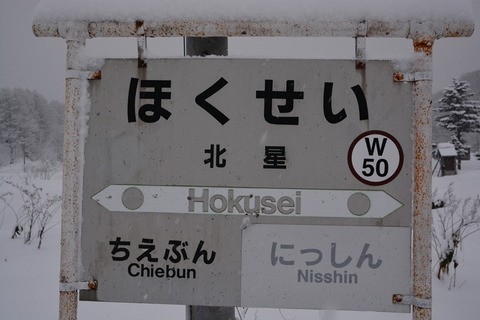 ほくせい
北 星
W
50
Hokusei
ちえぶん
Chiebun
にっしん
Nisshin